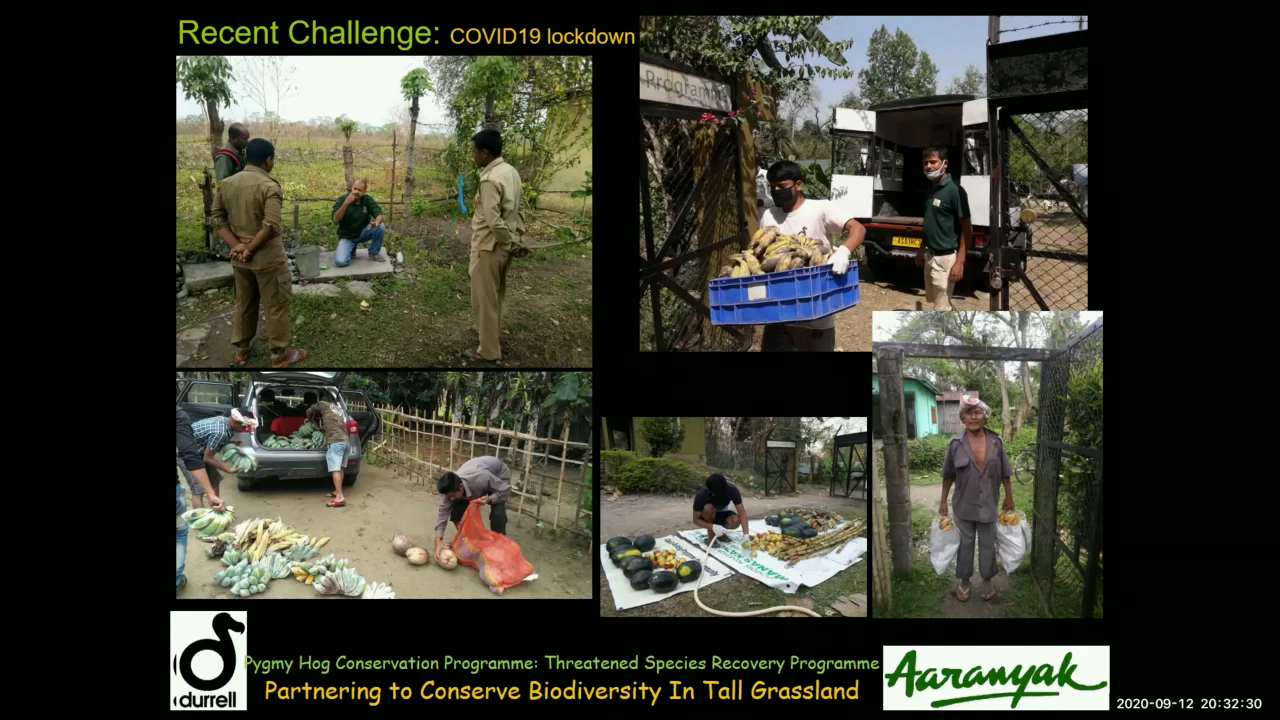 Recent Challenge: COVID19 lockdown
Programme
MANAS
durrell
Pygmy Hog Conservation Programme: Threatened Species Recovery Programme
Partnering to Conserve Biodiversity In Tall Grassland
Aaranyak
2020-09-12 20:32:30